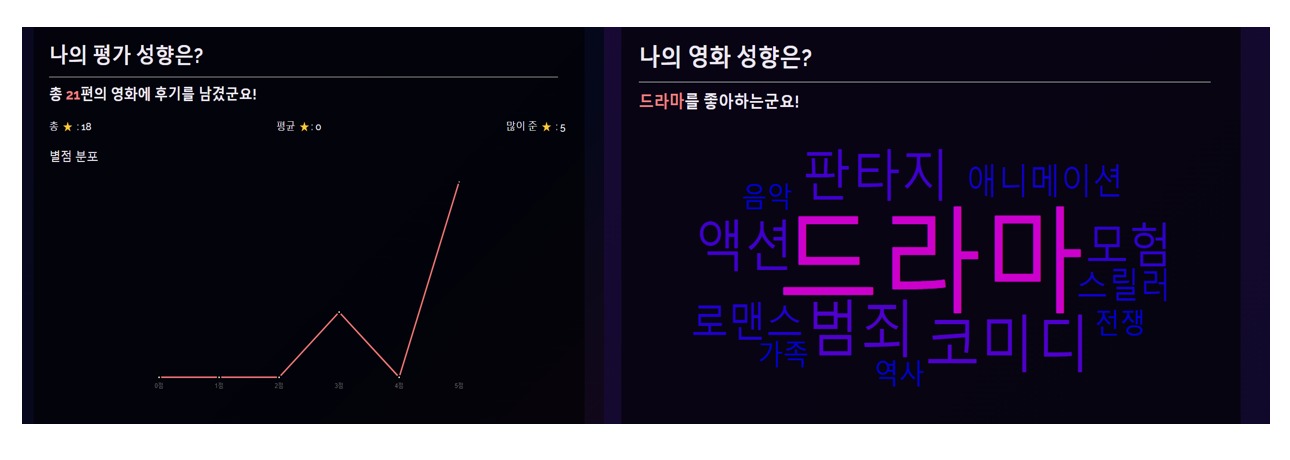 나의 평가 성향은?
총 21편의 영화에 후기를 남겼군요!
총 ★ : 18
평균 ★ : 0
많이 준 ★ : 5
별점 분포
0점
1점
2점
3점
4점
5점
나의 영화 성향은?
드라마를 좋아하는군요!
판타지
애니메이션
음악
액션
드라마
모험
스릴러
로맨스
범죄
코미디
전쟁
가족
역사